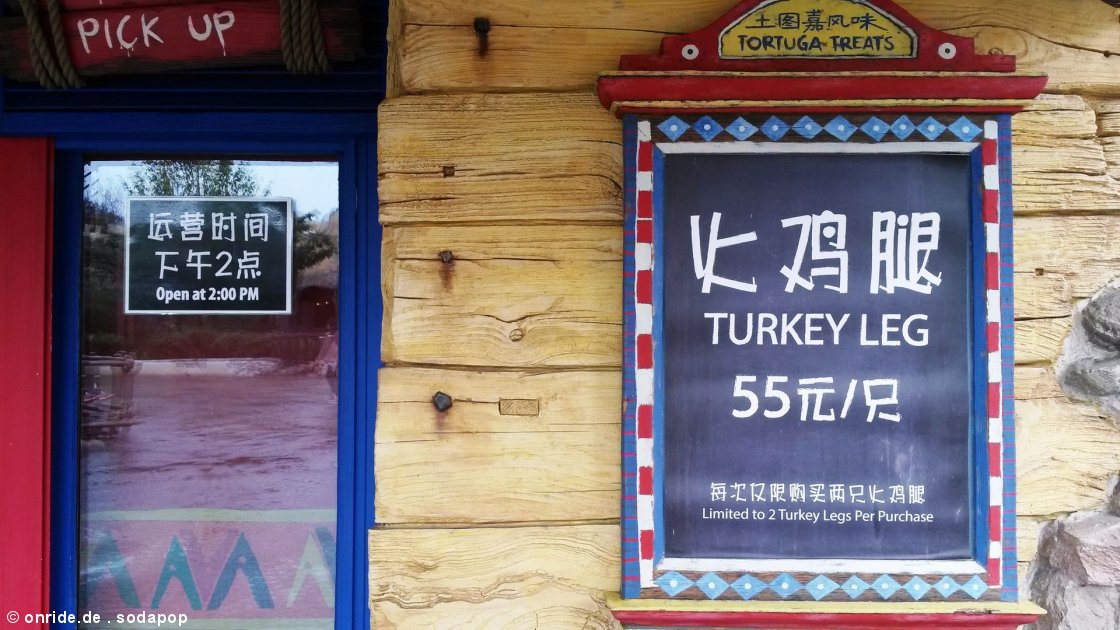 PICK UP
运营时间
下午2点
Open at 2:00 PM
土图嘉风味
TORTUGA TREATS
火鸡腿
TURKEY LEG
55元/只
每次仅限购买两只火鸡腿
Limited to 2 Turkey Legs Per Purchase
© onride.de . sodapop